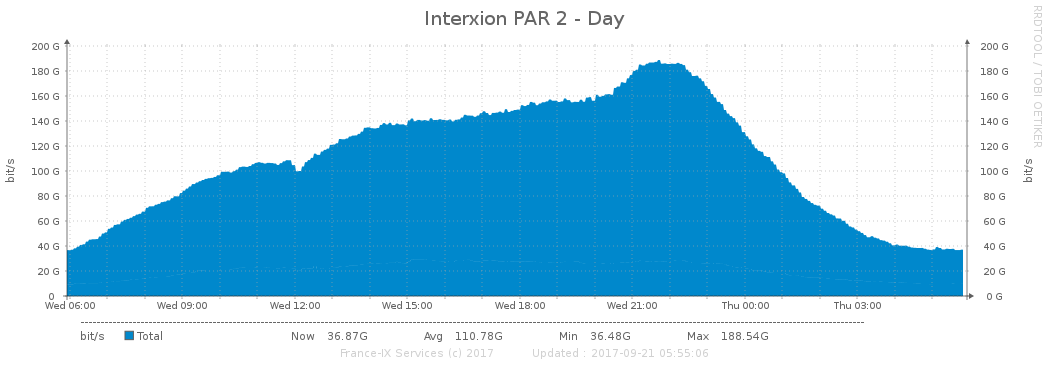 Interxion PAR 2 - Day
RRDTOOL / TOBI OETIKER
200 G 200 G
180 G 180 G
160 G 160 G
140 G 140 G
120 G 120 G
100 G 100 G
80 G 80 G
60 G 60 G
40 G 40 G
20 G 20 G
0 0 G
bit/s bit/s
Wed 06:00 Wed 09:00 Wed 12:00 Wed 15:00 Wed 18:00 Wed 21:00 Thu 00:00 Thu 03:00
bit/s Total Now 36.87G Avg 110.78G Min 36.48G Max 188.54G
France-IX Services (c) 2017 Updated : 2017-09-21 05:55:06